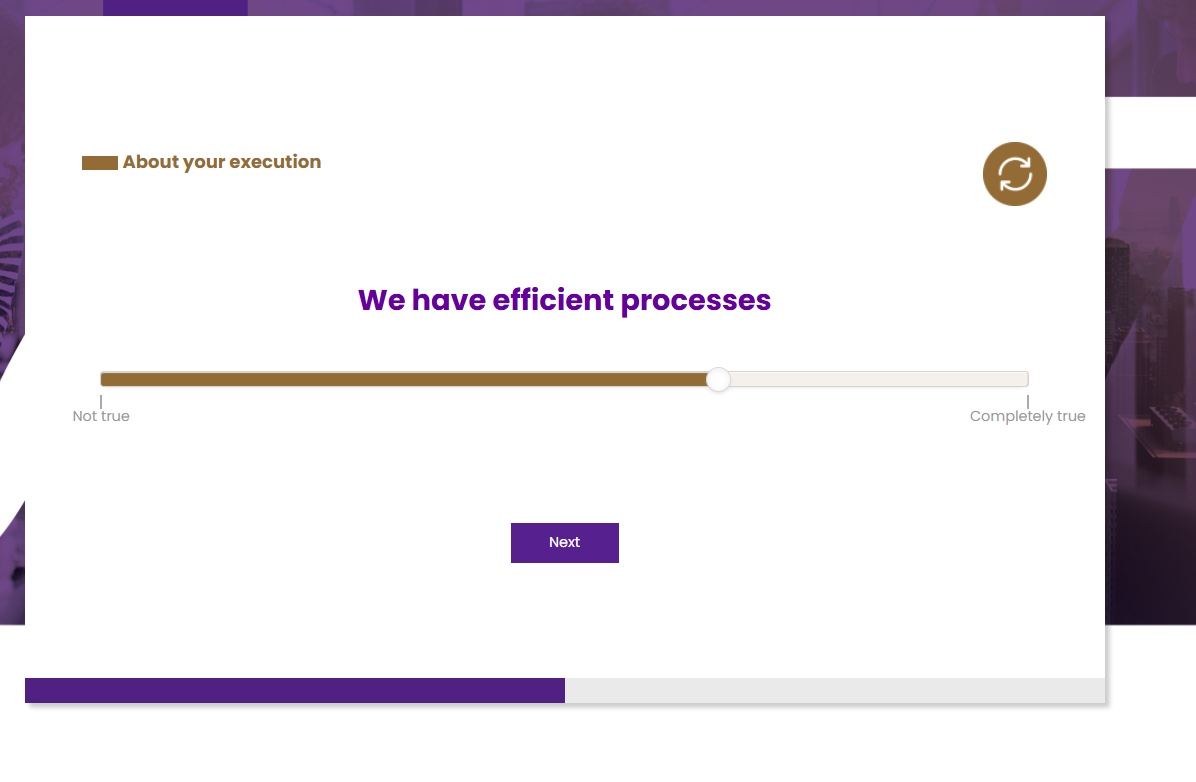 About your execution
We have efficient processes
Not true
Completely true
Next